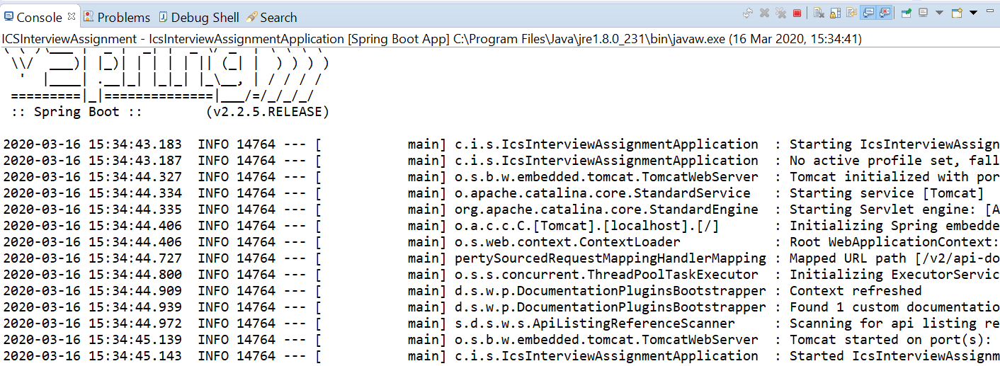 Console Problems Debug Shell Search
ICSInterviewAssignment - IcsInterviewAssignmentApplication [Spring Boot App] C:\Program Files\Java\jre1.8.0_231\bin\javaw.exe (16 Mar 2020, 15:34:41)
 \\/  ___)| |_)| | | | | || (_| |  ) ) ) )
  '  |____| .__|_| |_|_| |_\__, | / / / /
 =========|_|==============|___/=/_/_/_/
 :: Spring Boot ::        (v2.2.5.RELEASE)
2020-03-16 15:34:43.183  INFO 14764 --- [           main] c.i.s.IcsInterviewAssignmentApplication  : Starting IcsInterviewAssign
2020-03-16 15:34:43.187  INFO 14764 --- [           main] c.i.s.IcsInterviewAssignmentApplication  : No active profile set, fall
2020-03-16 15:34:44.327  INFO 14764 --- [           main] o.s.b.w.embedded.tomcat.TomcatWebServer  : Tomcat initialized with por
2020-03-16 15:34:44.334  INFO 14764 --- [           main] o.apache.catalina.core.StandardService   : Starting service [Tomcat]
2020-03-16 15:34:44.335  INFO 14764 --- [           main] org.apache.catalina.core.StandardEngine  : Starting Servlet engine: [A
2020-03-16 15:34:44.406  INFO 14764 --- [           main] o.a.c.c.C.[Tomcat].[localhost].[/]       : Initializing Spring embedde
2020-03-16 15:34:44.406  INFO 14764 --- [           main] o.s.web.context.ContextLoader            : Root WebApplicationContext:
2020-03-16 15:34:44.727  INFO 14764 --- [           main] pertySourcedRequestMappingHandlerMapping : Mapped URL path [/v2/api-do
2020-03-16 15:34:44.800  INFO 14764 --- [           main] o.s.s.concurrent.ThreadPoolTaskExecutor  : Initializing ExecutorServic
2020-03-16 15:34:44.909  INFO 14764 --- [           main] d.s.w.p.DocumentationPluginsBootstrapper : Context refreshed
2020-03-16 15:34:44.939  INFO 14764 --- [           main] d.s.w.p.DocumentationPluginsBootstrapper : Found 1 custom documentatio
2020-03-16 15:34:44.972  INFO 14764 --- [           main] s.d.s.w.s.ApiListingReferenceScanner     : Scanning for api listing re
2020-03-16 15:34:45.139  INFO 14764 --- [           main] o.s.b.w.embedded.tomcat.TomcatWebServer  : Tomcat started on port(s):
2020-03-16 15:34:45.143  INFO 14764 --- [           main] c.i.s.IcsInterviewAssignmentApplication  : Started IcsInterviewAssignm